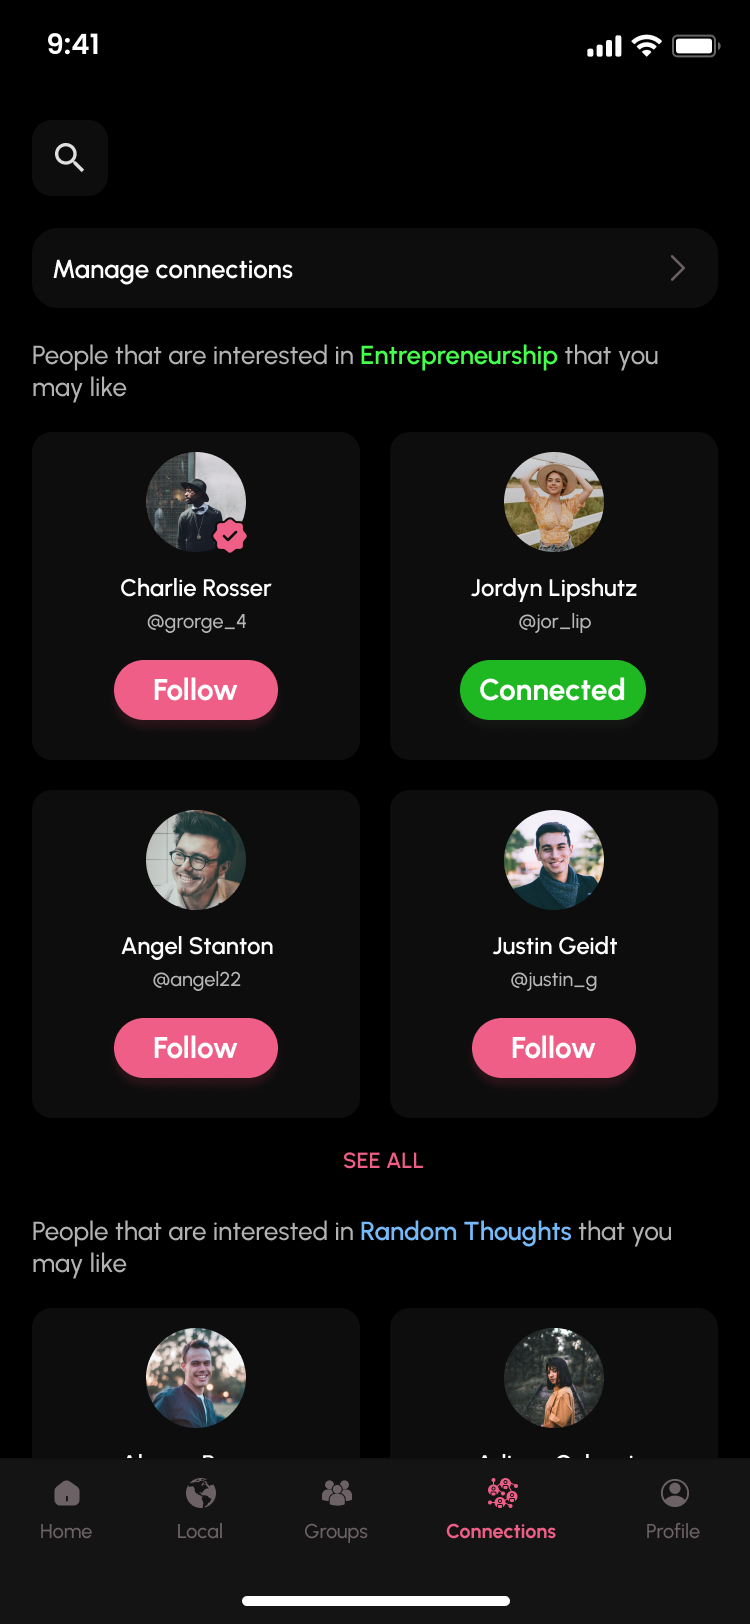 9:41
Manage connections
People that are interested in Entrepreneurship that you
may like
Charlie Rosser
@grorge_4
Follow
Jordyn Lipshutz
@jor_lip
Connected
Angel Stanton
@angel22
Follow
Justin Geidt
@justin_g
Follow
SEE ALL
People that are interested in Random Thoughts that you
may like
Home
Local
Groups
Connections
Profile